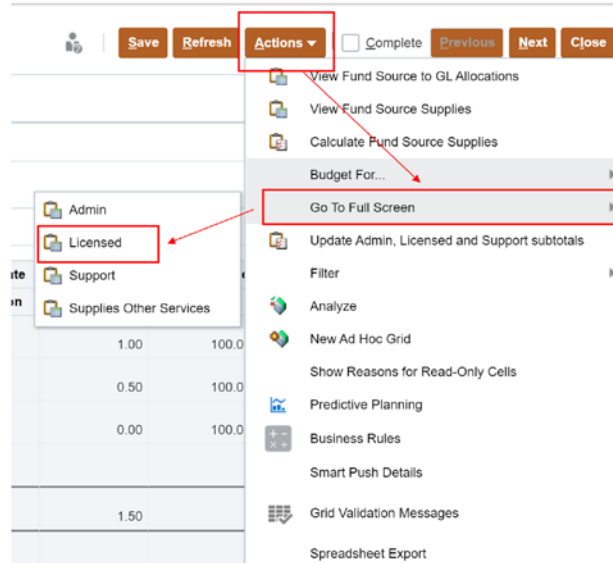 Save Refresh Actions Complete Previous Next Close
View Fund Source to GL Allocations
View Fund Source Supplies
Calculate Fund Source Supplies
Budget For...
Go To Full Screen
Admin
Licensed
Support
Supplies Other Services
Update Admin, Licensed and Support subtotals
Filter
Analyze
New Ad Hoc Grid
Show Reasons for Read-Only Cells
Predictive Planning
Business Rules
Smart Push Details
Grid Validation Messages
Spreadsheet Export
te
on
1.00 100.0
0.50 100.0
0.00 100.0
1.50